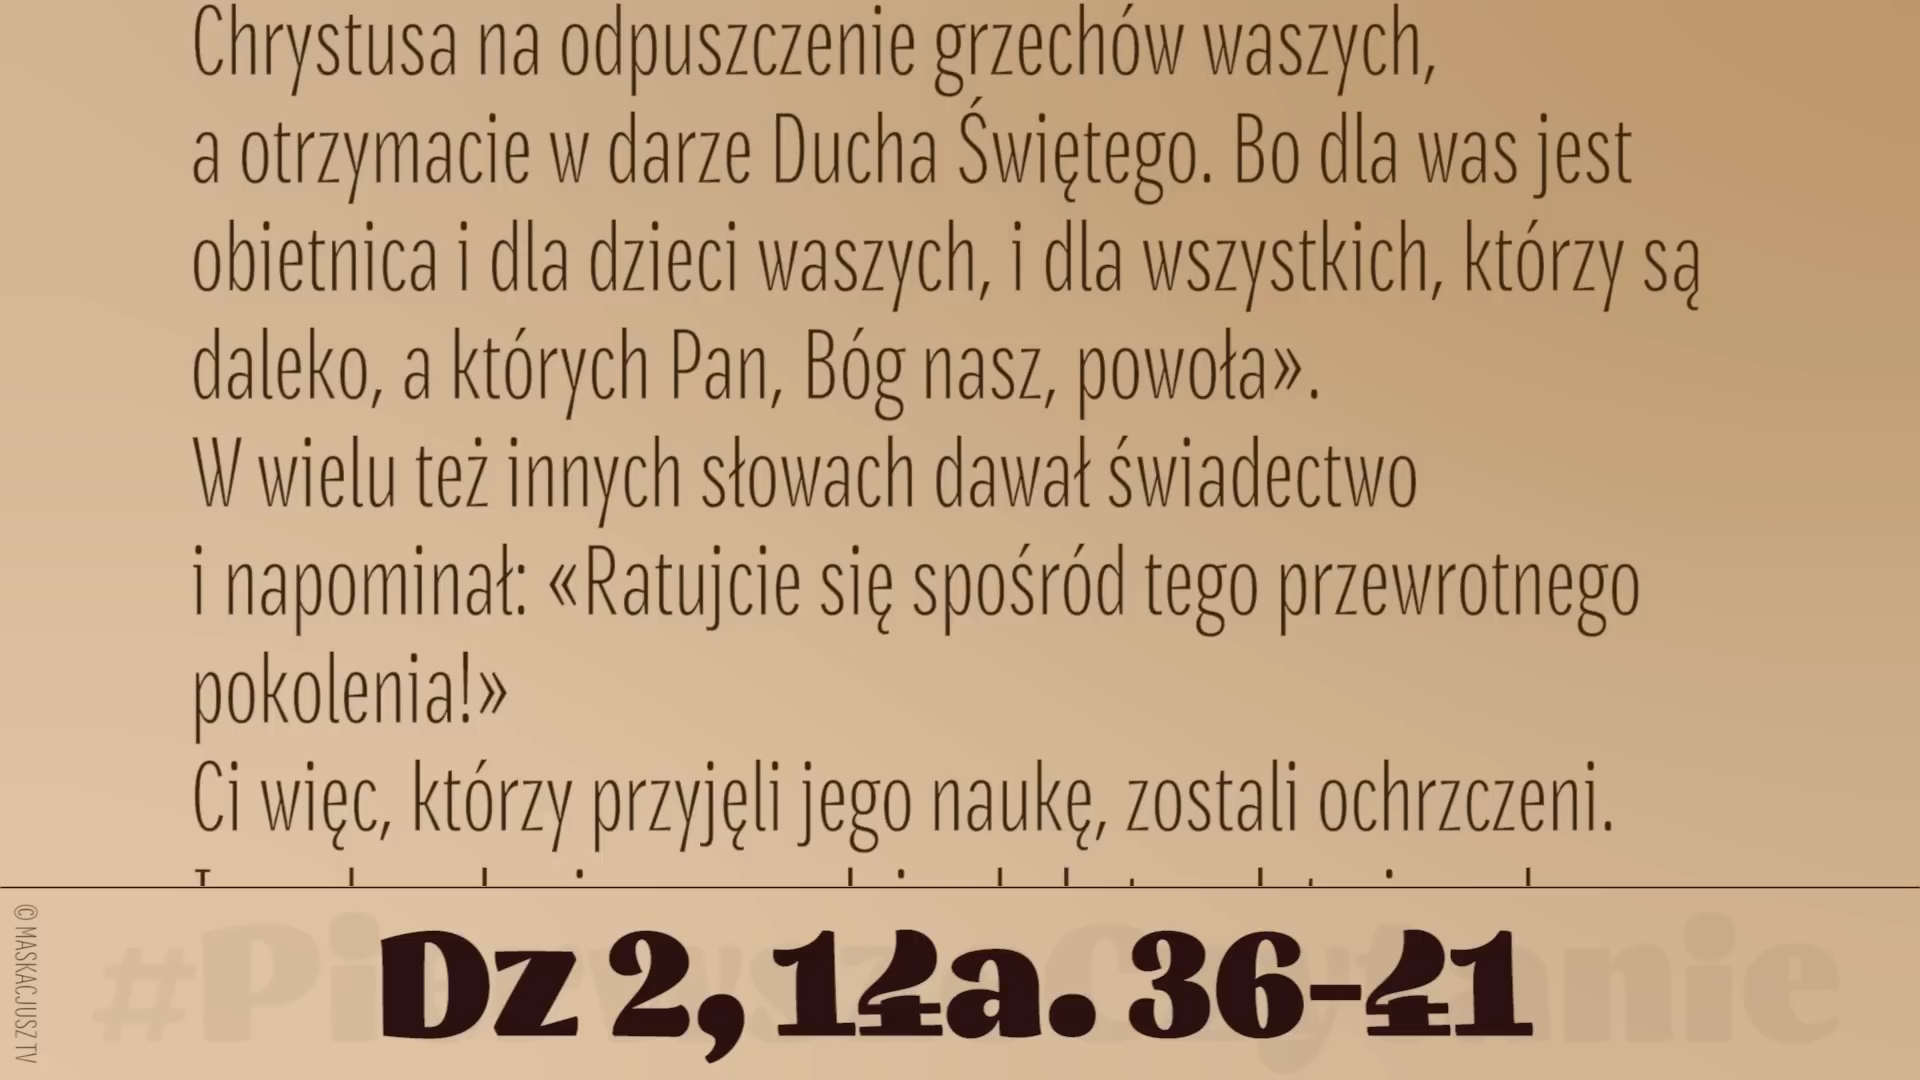 Chrystusa na odpuszczenie grzechów waszych,
a otrzymacie w darze Ducha Świętego. Bo dla was jest
obietnica i dla dzieci waszych, i dla wszystkich, którzy są
daleko, a których Pan, Bóg nasz, powoła».
W wielu też innych słowach dawał świadectwo
i napominał: «Ratujcie się spośród tego przewrotnego
pokolenia!»
Ci więc, którzy przyjęli jego naukę, zostali ochrzczeni.
#PierwszeCzytanie
Dz 2, 14a. 36-41
© MASKACJUSZ TV